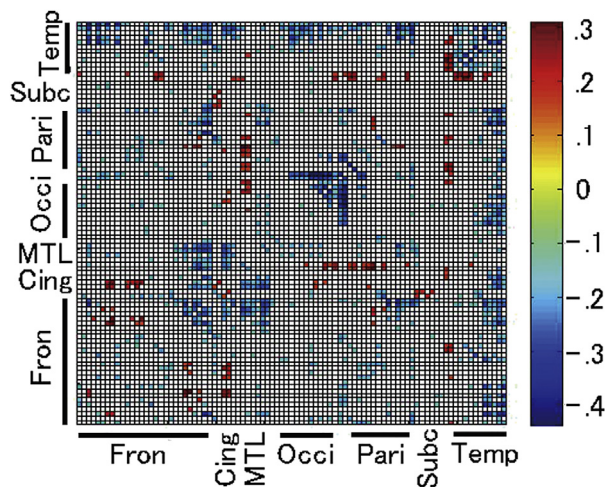 Temp
Subc
Pari
Occi
MTL
Cing
Fron
Fron
Cing
MTL
Occi
Pari
Subc
Temp
.3
.2
.1
0
-.1
-.2
-.3
-.4